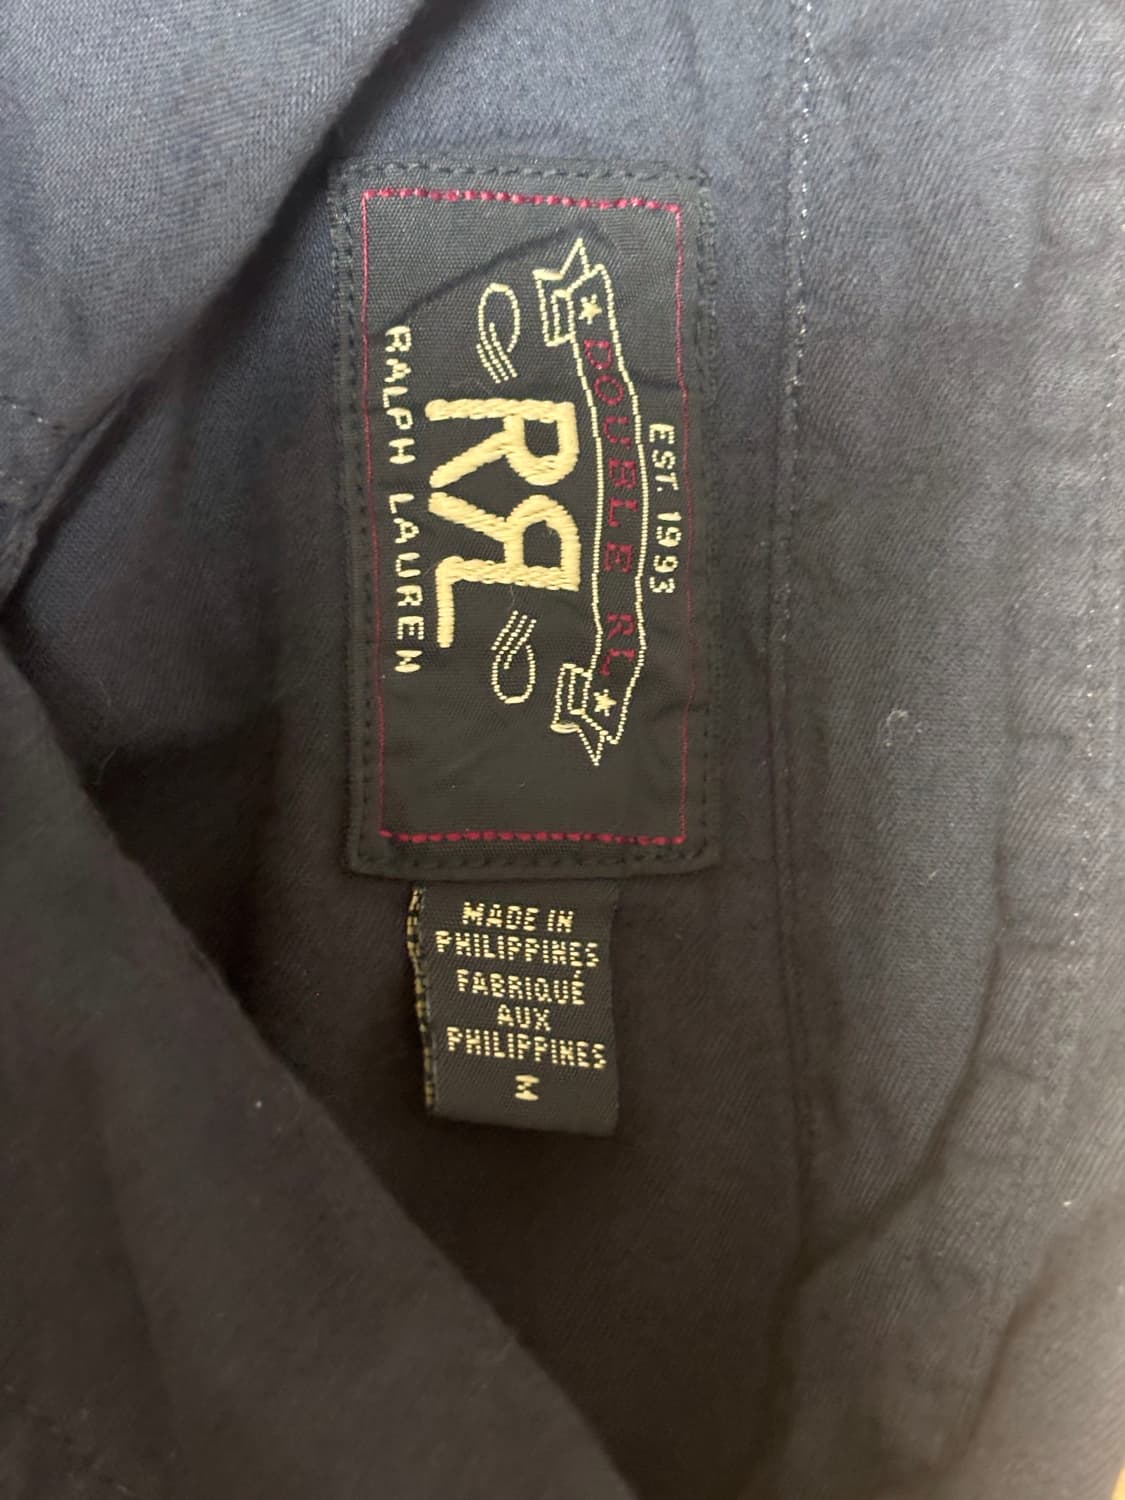 EST. 1993
DOUBLE RL
RRL
RALPH LAUREN
MADE IN
PHILIPPINES
FABRIQUÉ
AUX
PHILIPPINES
M